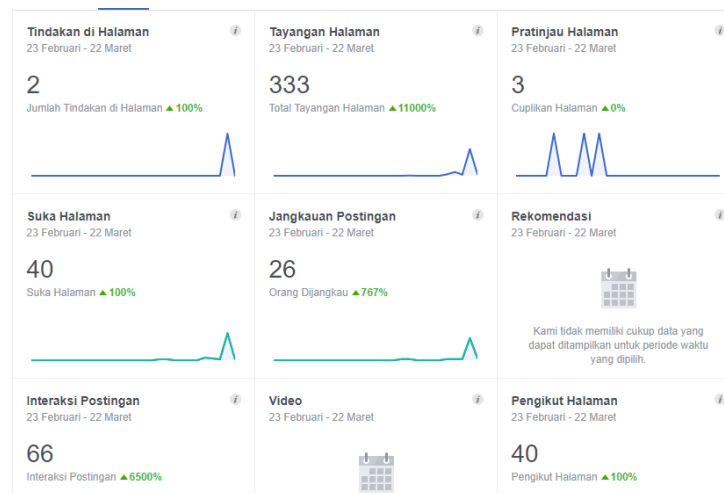 Tindakan di Halaman
23 Februari - 22 Maret
2
Jumlah Tindakan di Halaman ▲100%
Tayangan Halaman
23 Februari - 22 Maret
333
Total Tayangan Halaman ▲11000%
Pratinjau Halaman
23 Februari - 22 Maret
3
Cuplikan Halaman ▲0%
Suka Halaman
23 Februari - 22 Maret
40
Suka Halaman ▲100%
Jangkauan Postingan
23 Februari - 22 Maret
26
Orang Dijangkau ▲767%
Rekomendasi
23 Februari - 22 Maret
Kami tidak memiliki cukup data yang
dapat ditampilkan untuk periode waktu
yang dipilih.
Interaksi Postingan
23 Februari - 22 Maret
66
Interaksi Postingan ▲6500%
Video
23 Februari - 22 Maret
Pengikut Halaman
23 Februari - 22 Maret
40
Pengikut Halaman ▲100%